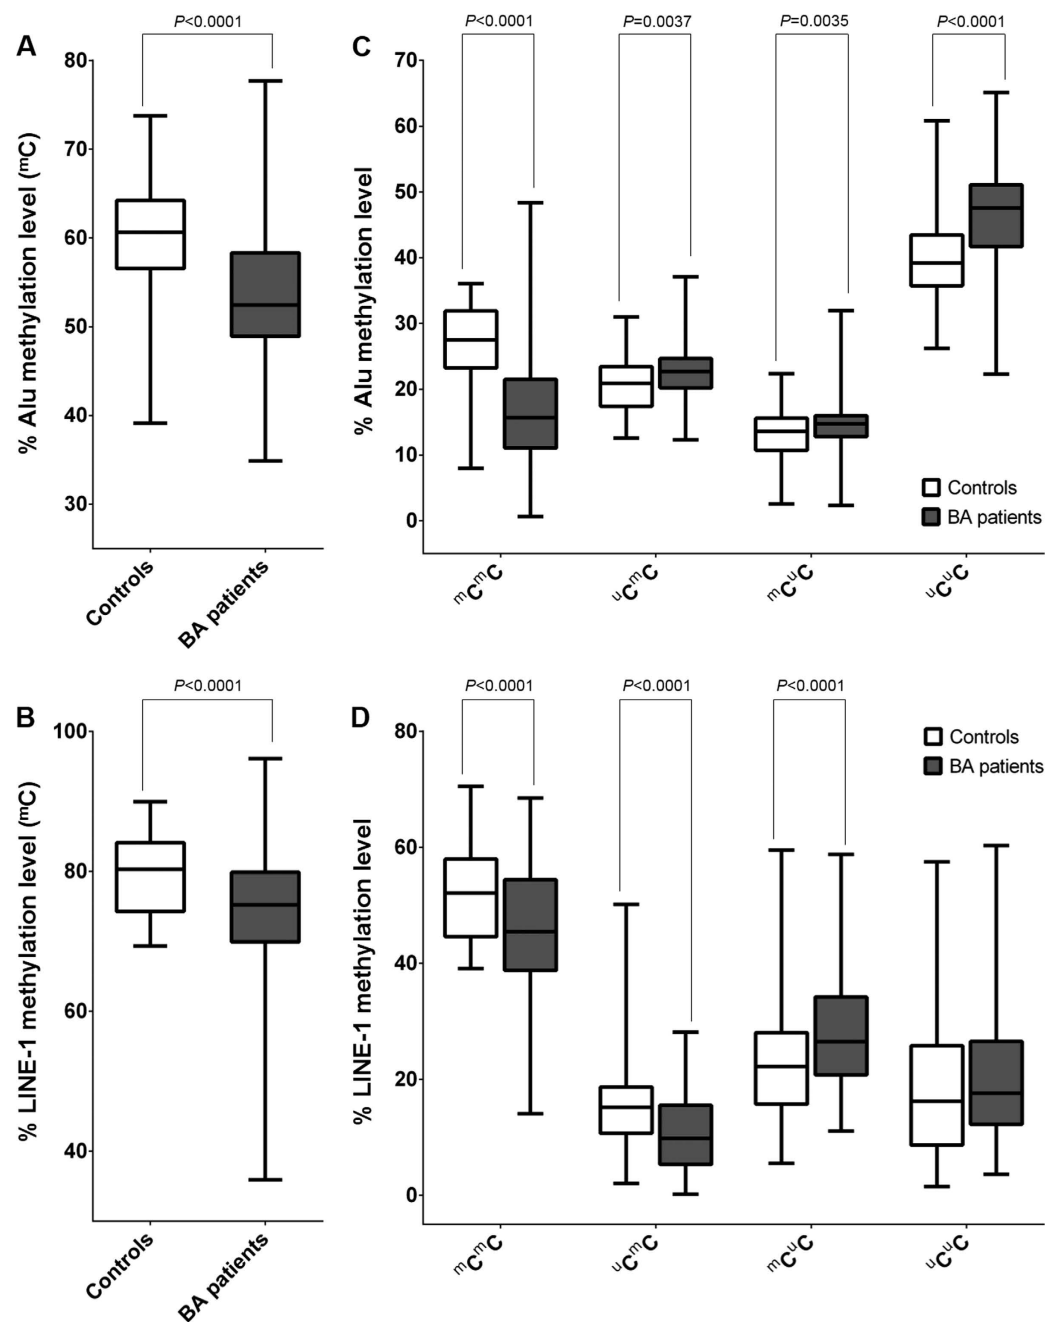 A
P<0.0001
% Alu methylation level (ᵐC)
80
70
60
50
40
30
Controls
BA patients
C
P<0.0001
P=0.0037
P=0.0035
P<0.0001
% Alu methylation level
70
60
50
40
30
20
10
0
Controls
BA patients
ᵐCᵐC
ᵘCᵐC
ᵐCᵘC
ᵘCᵘC
B
P<0.0001
% LINE-1 methylation level (ᵐC)
100
80
60
40
Controls
BA patients
D
P<0.0001
P<0.0001
P<0.0001
% LINE-1 methylation level
80
60
40
20
0
Controls
BA patients
ᵐCᵐC
ᵘCᵐC
ᵐCᵘC
ᵘCᵘC